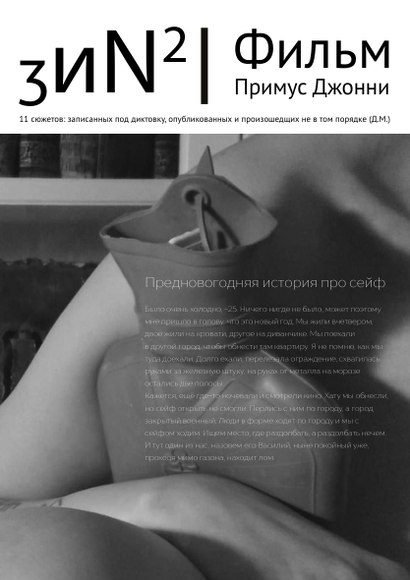 ЗиN²|
Фильм
Примус Джонни
11 сюжетов: записанных под диктовку, опубликованных и произошедших не в том порядке (Д.М.)
Предновогодняя история про сейф
Было очень холодно, –25. Ничего нигде не было, может поэтому
мне пришло в голову, что это новый год. Мы жили вчетвером,
двое жили на кровати, другое на диванчике. Мы поехали
в другой город, чтобы обнести там квартиру. Я не помню, как мы
туда доехали. Долго ехали, перелезала ограждение, схватилась
руками за железную штуку, на руках от металла на морозе
остались две полосы.
Кажется, ещё где-то ночевали и смотрели кино. Хату мы обнесли,
но сейф открыть не смогли. Перлись с ним по городу, а город
закрытый, военный. Люди в форме ходят по городу и мы с
сейфом ходим. Ищем место, где раздолбать, а раздолбать нечем.
И тут один из нас, назовем его Василий, ныне покойный уже,
проходя мимо газона, находит лом.